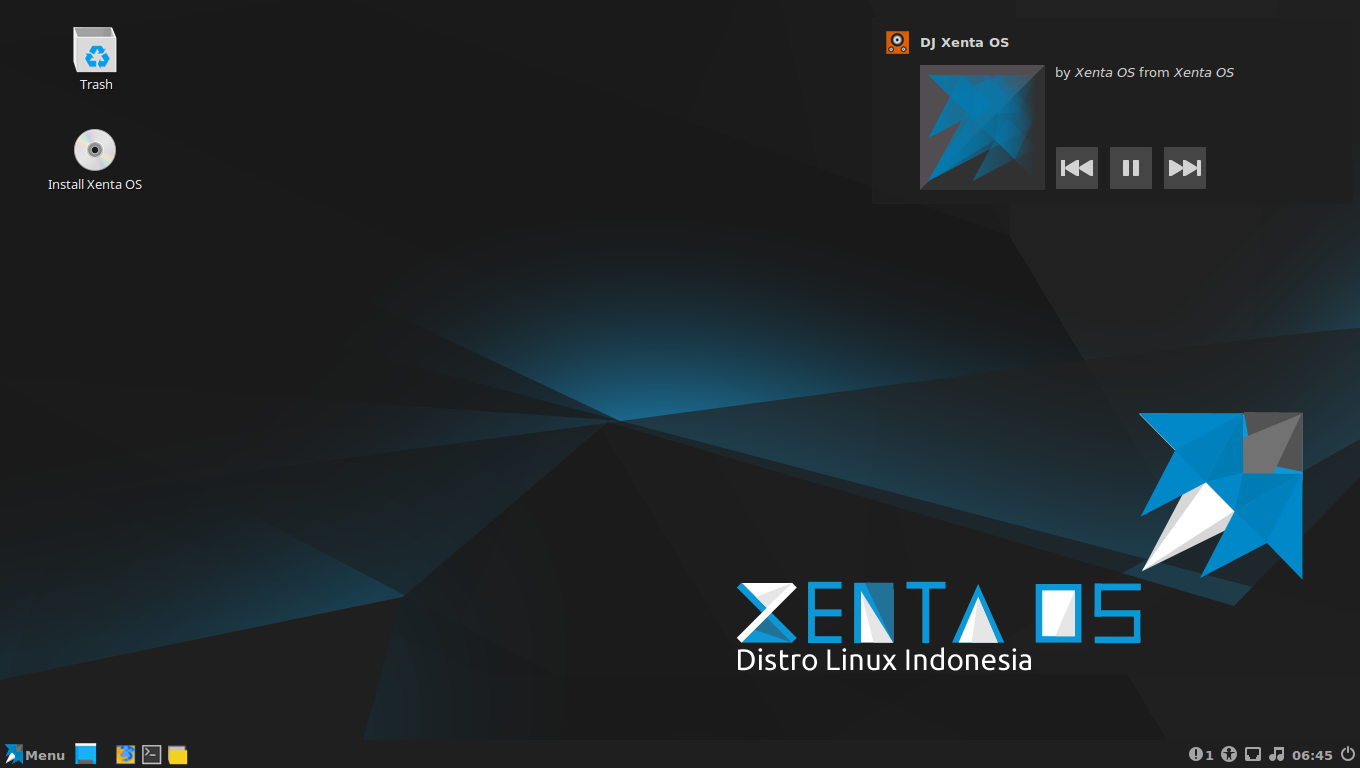 Trash
Install Xenta OS
DJ Xenta OS
by Xenta OS from Xenta OS
XENTA OS
Distro Linux Indonesia
Menu
1
06:45